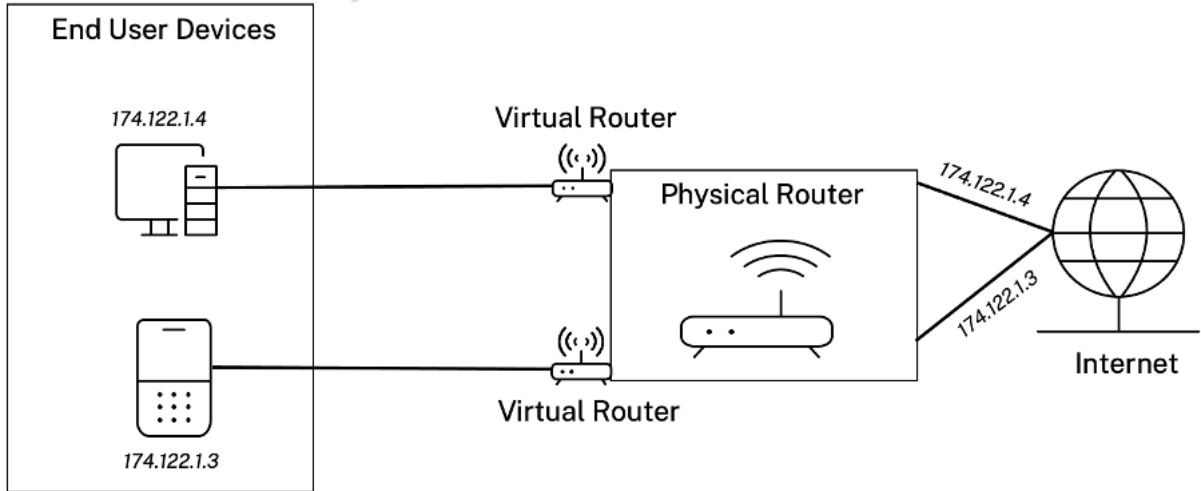 End User Devices
174.122.1.4
Virtual Router
Physical Router
174.122.1.4
174.122.1.3
Internet
Virtual Router
174.122.1.3